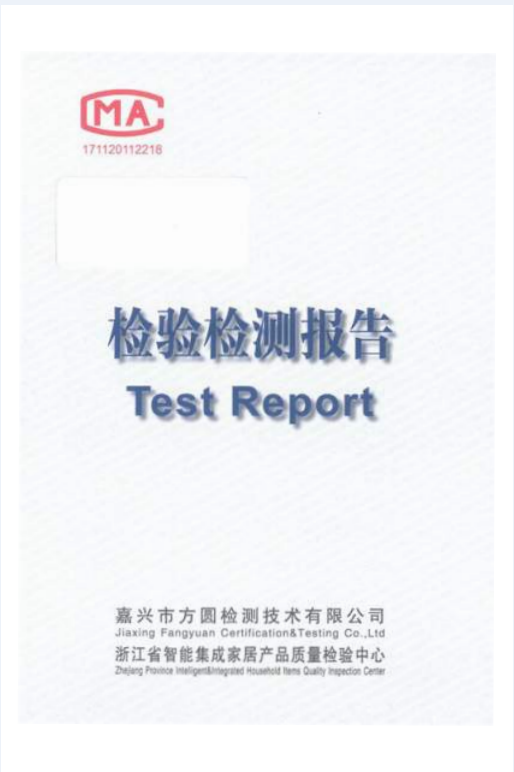 MA
171120112218
检验检测报告
Test Report
嘉兴市方圆检测技术有限公司
Jiaxing Fangyuan Certification&Testing Co.,Ltd
浙江省智能集成家居产品质量检验中心
Zhejiang Province Intelligent&Integrated Household Items Quality Inspection Center